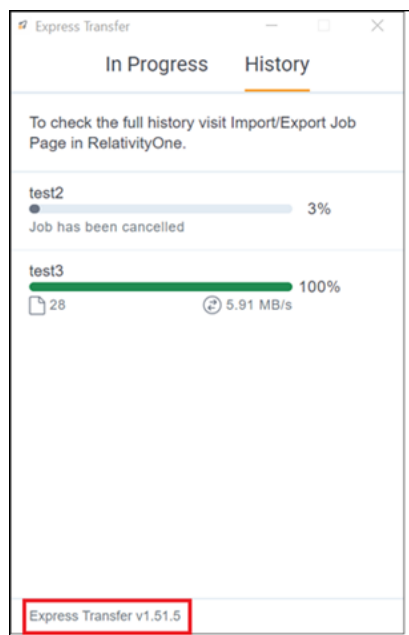 Express Transfer
In Progress History
To check the full history visit Import/Export Job
Page in RelativityOne.
test2
3%
Job has been cancelled
test3
100%
28 5.91 MB/s
Express Transfer v1.51.5